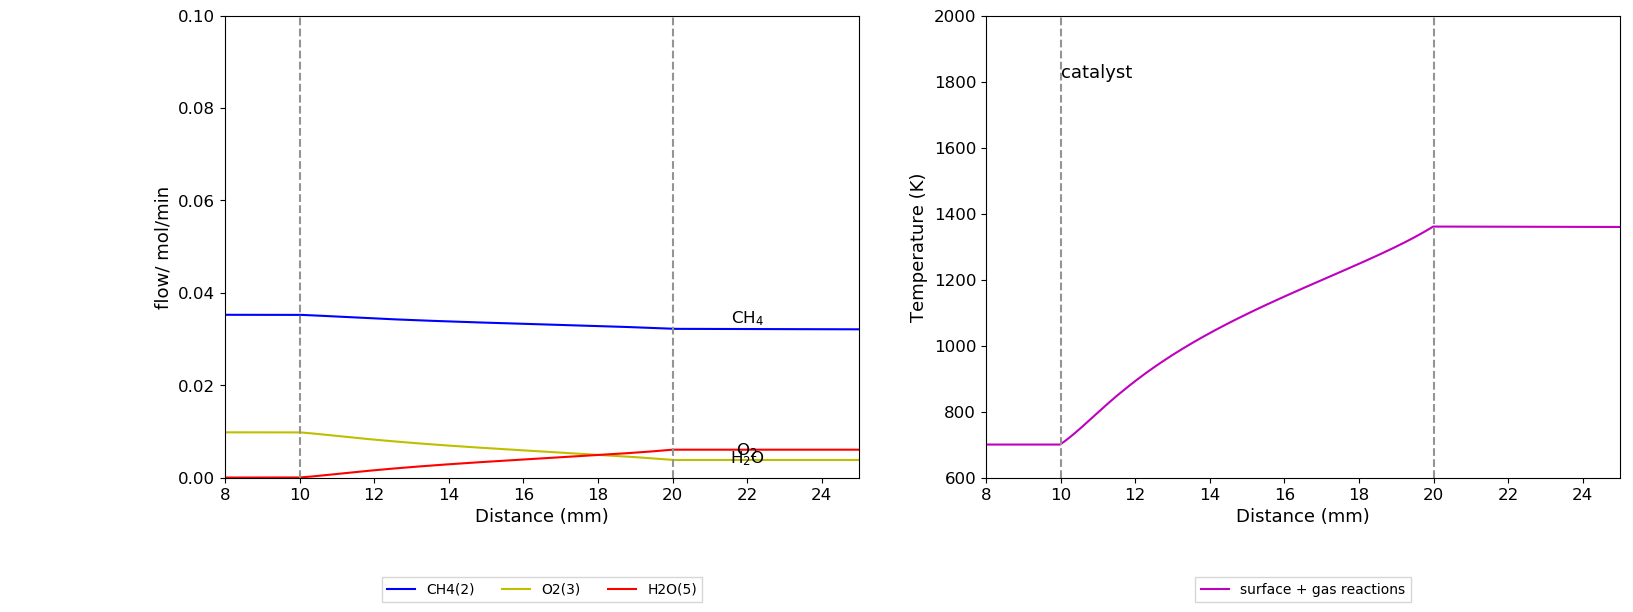 0.10
0.08
0.06
0.04
0.02
0.00
flow/ mol/min
CH₄
O₂
H₂O
8 10 12 14 16 18 20 22 24
Distance (mm)
CH4(2) O2(3) H2O(5)
2000
1800
1600
1400
1200
1000
800
600
Temperature (K)
catalyst
8 10 12 14 16 18 20 22 24
Distance (mm)
surface + gas reactions